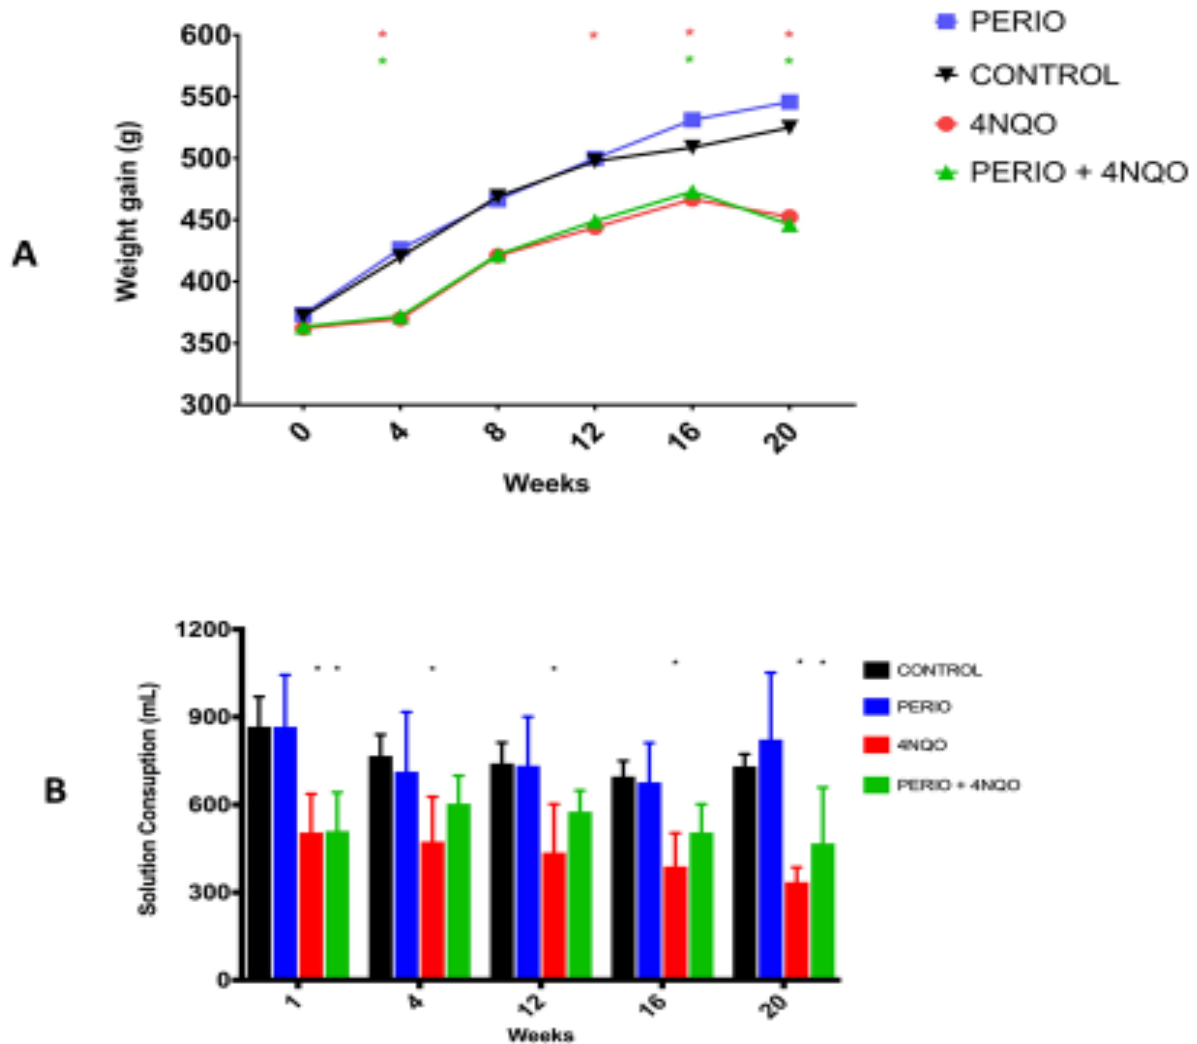 PERIO
CONTROL
4NQO
PERIO + 4NQO
A
Weight gain (g)
600
550
500
450
400
350
300
* * * *
* * *
0 4 8 12 16 20
Weeks
B
Solution Consuption (mL)
1200
900
600
300
0
* * * * * * *
1 4 12 16 20
Weeks
CONTROL
PERIO
4NQO
PERIO + 4NQO